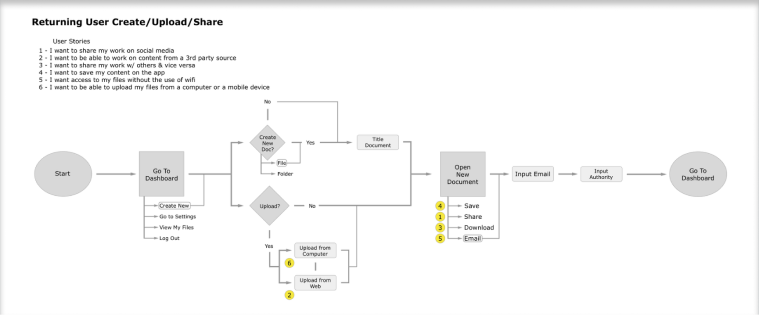 Returning User Create/Upload/Share
User Stories
1 - I want to share my work on social media
2 - I want to be able to work on content from a 3rd party source
3 - I want to share my work w/ others & vice versa
4 - I want to save my content on the app
5 - I want access to my files without the use of wifi
6 - I want to be able to upload my files from a computer or a mobile device
Start
Go To
Dashboard
Create New
Go to Settings
View My Files
Log Out
No
Create
New
Doc?
Yes
File
Folder
Title
Document
Upload?
No
Yes
Upload from
Computer
6
Upload from
Web
2
Open
New
Document
4
Save
1
Share
3
Download
5
Email
Input Email
Input
Authority
Go To
Dashboard